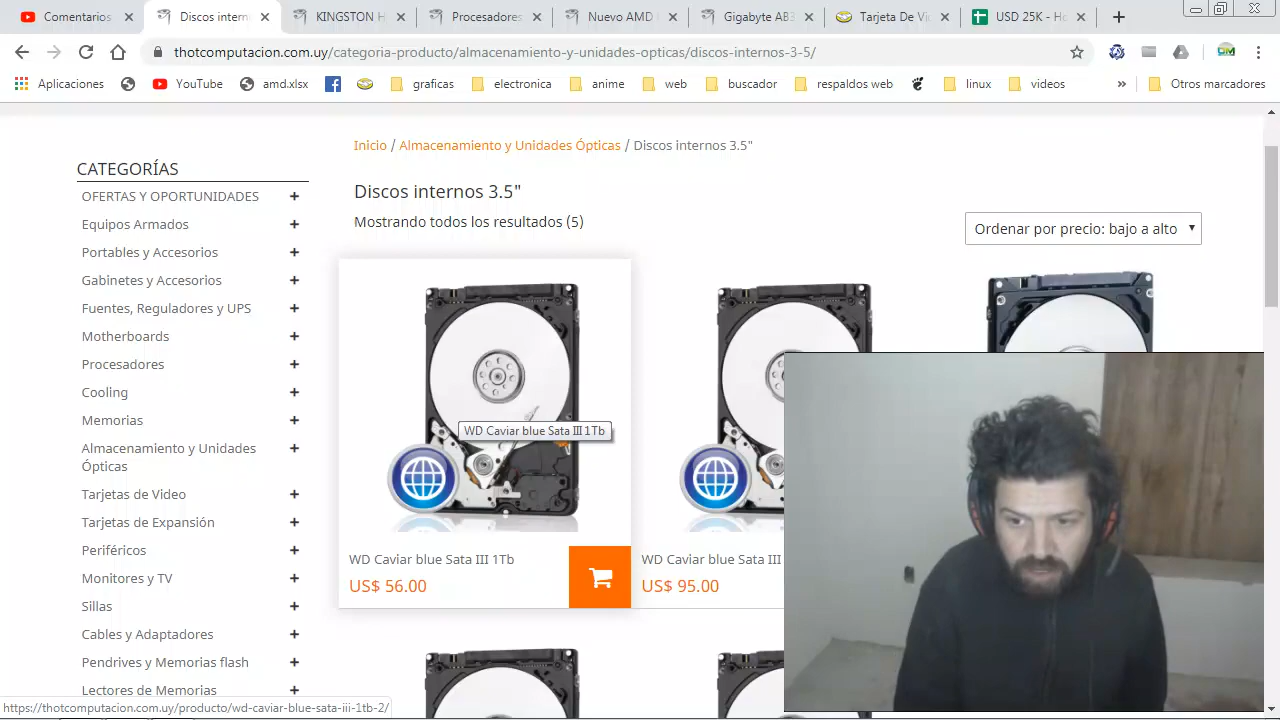 Comentarios
Discos intern
KINGSTON H
Procesadores
Nuevo AMD
Gigabyte AB3
Tarjeta De Vi
USD 25K - Ho
thotcomputacion.com.uy/categoria-producto/almacenamiento-y-unidades-opticas/discos-internos-3-5/
Aplicaciones
YouTube
amd.xlsx
graficas
electronica
anime
web
buscador
respaldos web
linux
videos
»
Otros marcadores
Inicio / Almacenamiento y Unidades Ópticas / Discos internos 3.5"
CATEGORÍAS
OFERTAS Y OPORTUNIDADES +
Equipos Armados +
Portables y Accesorios +
Gabinetes y Accesorios +
Fuentes, Reguladores y UPS +
Motherboards +
Procesadores +
Cooling +
Memorias +
Almacenamiento y Unidades +
Ópticas
Tarjetas de Video +
Tarjetas de Expansión +
Periféricos +
Monitores y TV +
Sillas +
Cables y Adaptadores +
Pendrives y Memorias flash +
Lectores de Memorias +
Discos internos 3.5"
Mostrando todos los resultados (5)
Ordenar por precio: bajo a alto
WD Caviar blue Sata III 1Tb
WD Caviar blue Sata III 1Tb
US$ 56.00
WD Caviar blue Sata III
US$ 95.00
https://thotcomputacion.com.uy/producto/wd-caviar-blue-sata-iii-1tb-2/